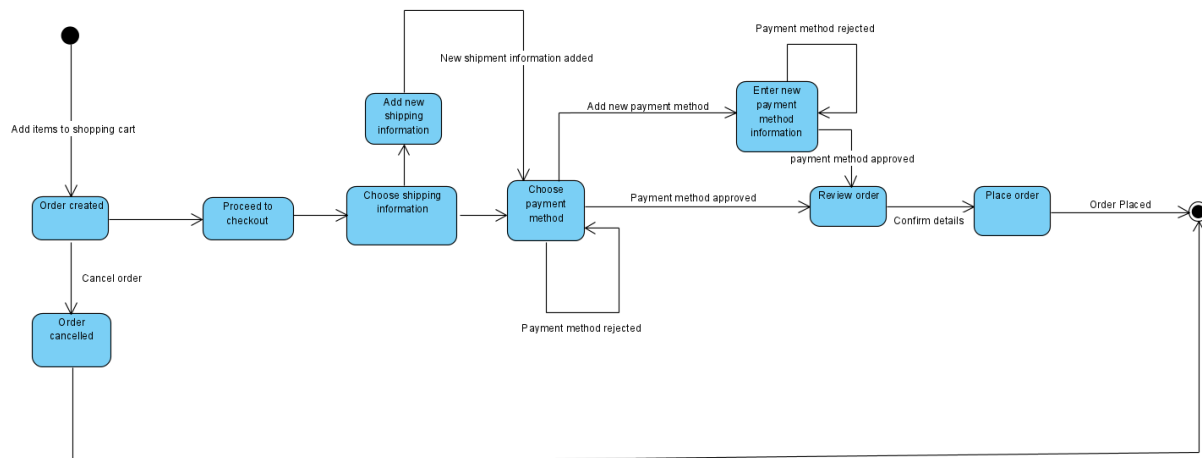 Payment method rejected
New shipment information added
Add new
shipping
information
Enter new
payment
method
information
Add new payment method
Add items to shopping cart
payment method approved
Order created
Proceed to
checkout
Choose shipping
information
Choose
payment
method
Payment method approved
Review order
Confirm details
Place order
Order Placed
Cancel order
Order
cancelled
Payment method rejected